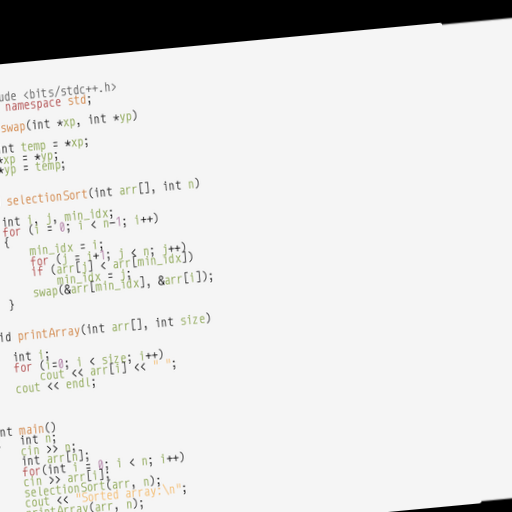 ude <bits/stdc++.h>
namespace std;
swap(int *xp, int *yp)
nt temp = *xp;
*xp = *yp;
*yp = temp;
selectionSort(int arr[], int n)
int i, j, min_idx;
for (i = 0; i < n-1; i++)
{
min_idx = i;
for (j = i+1; j < n; j++)
if (arr[j] < arr[min_idx])
min_idx = j;
swap(&arr[min_idx], &arr[i]);
}
id printArray(int arr[], int size)
int i;
for (i=0; i < size; i++)
cout << arr[i] << " ";
cout << endl;
nt main()
int n;
cin >> n;
int arr[n];
for(int i = 0; i < n; i++)
cin >> arr[i];
selectionSort(arr, n);
cout << "Sorted array:\n";
printArray(arr, n);